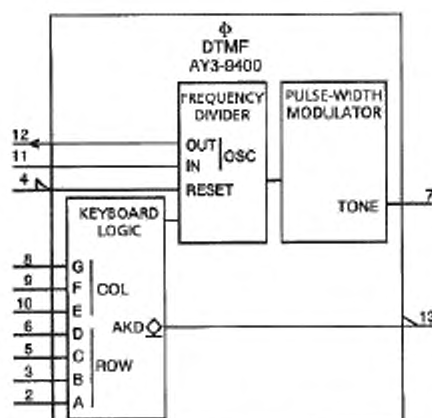 Φ
DTMF
AY3-9400
FREQUENCY DIVIDER
PULSE-WIDTH MODULATOR
12
OUT
11
IN
OSC
4
RESET
TONE
7
KEYBOARD LOGIC
8
G
9
F
COL
10
E
6
D
AKD
13
5
C
ROW
3
B
2
A